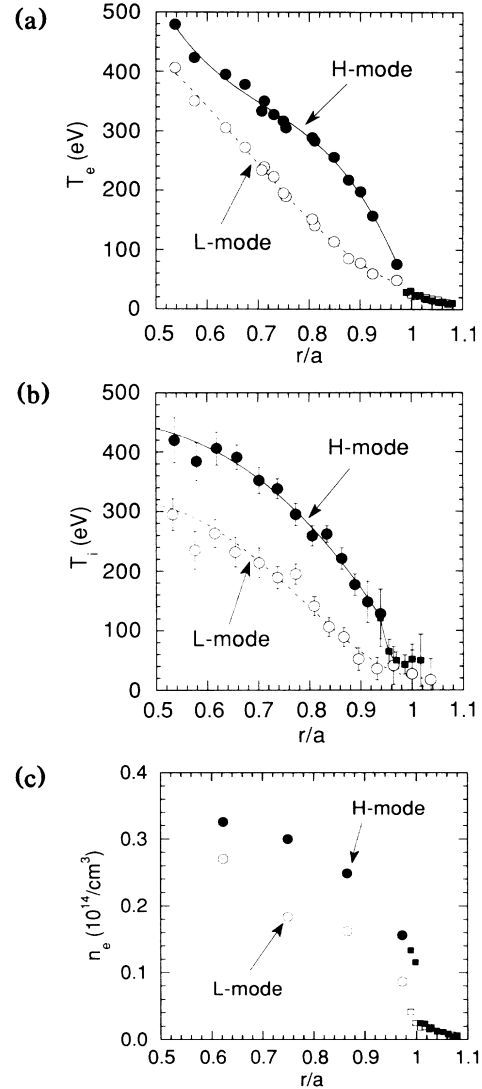 (a)
500
400
300
200
100
0
T_e (eV)
H-mode
L-mode
0.5 0.6 0.7 0.8 0.9 1 1.1
r/a
(b)
500
400
300
200
100
0
T_i (eV)
H-mode
L-mode
0.5 0.6 0.7 0.8 0.9 1 1.1
r/a
(c)
0.4
0.3
0.2
0.1
0.0
n_e (10^14/cm^3)
H-mode
L-mode
0.5 0.6 0.7 0.8 0.9 1 1.1
r/a